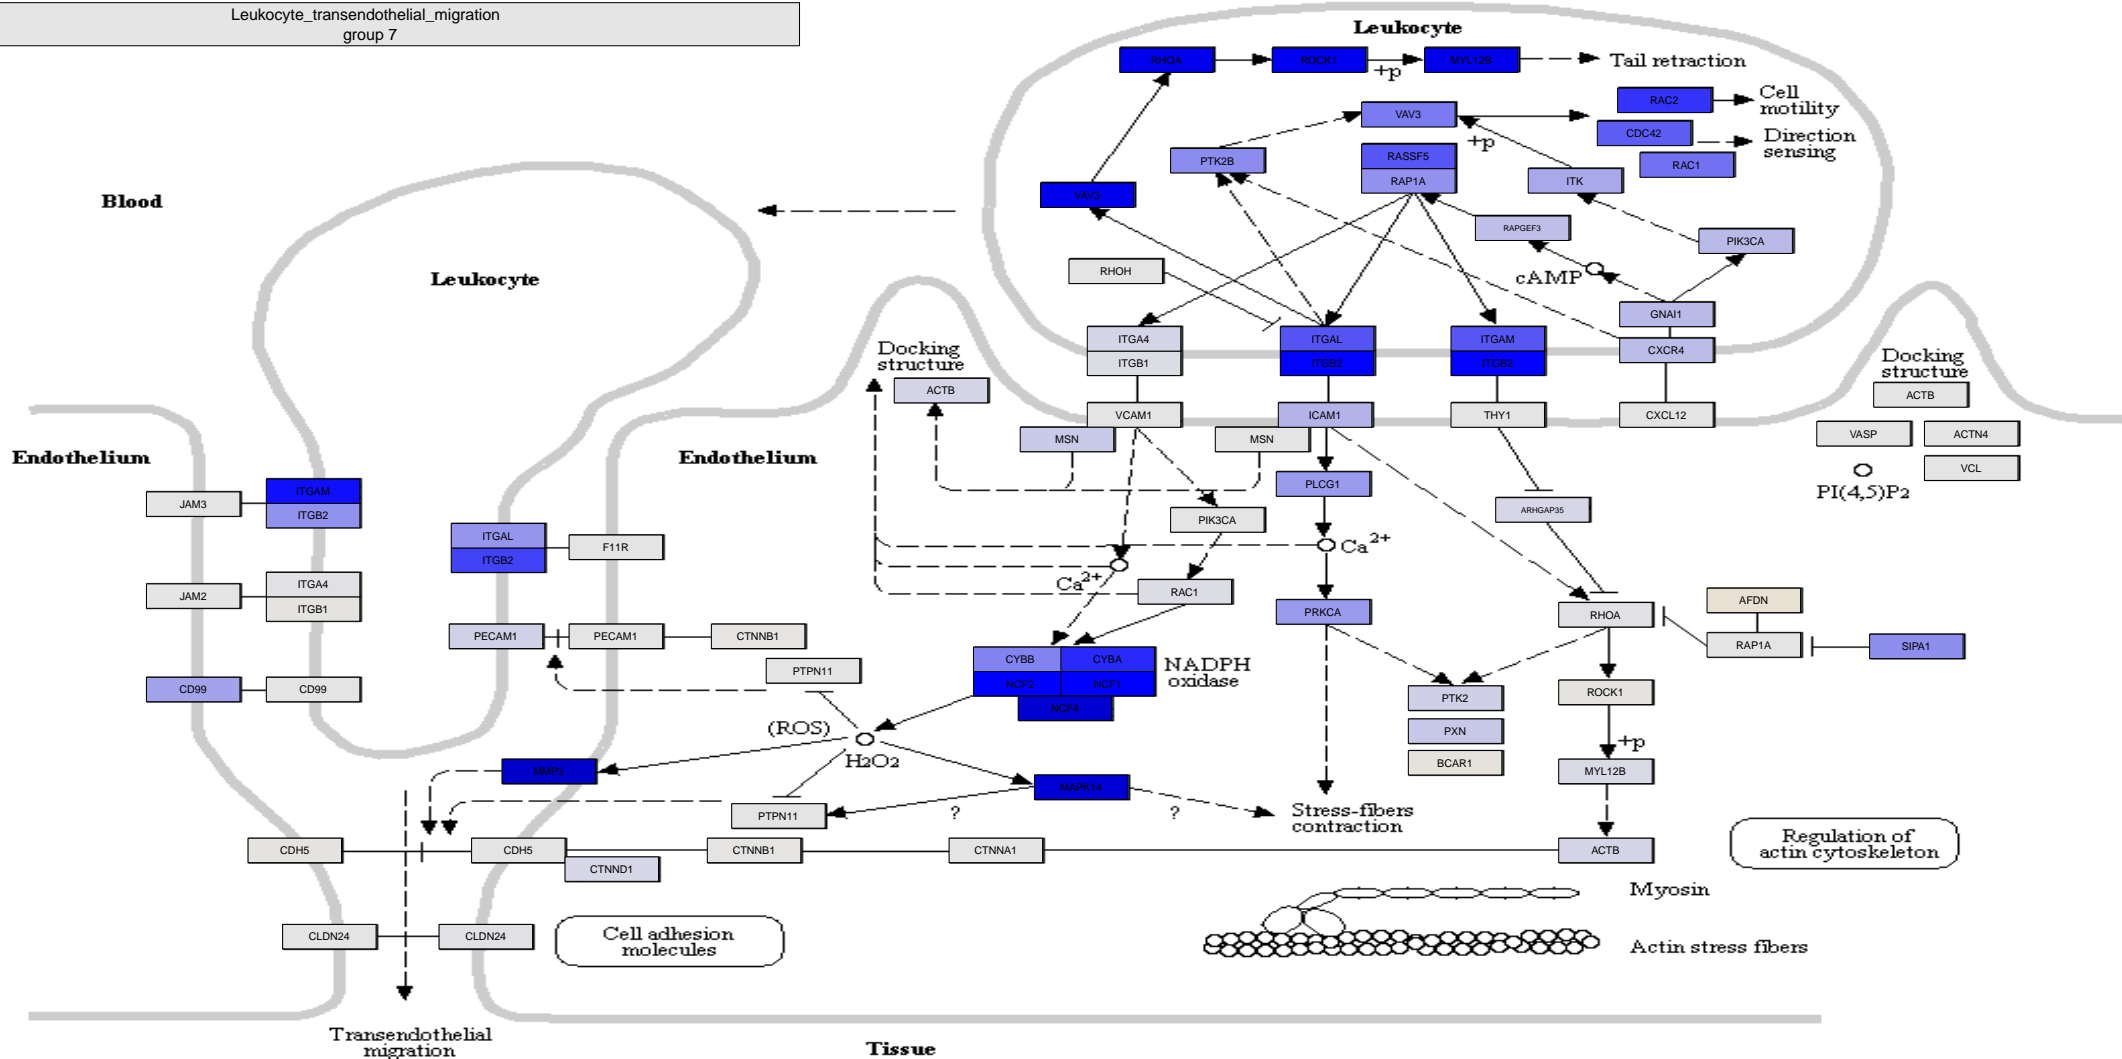 Leukocyte_transendothelial_migration
group 7
Leukocyte
RHOA
ROCK1
+p
MYL12B
Tail retraction
RAC2
Cell
motility
VAV3
+p
CDC42
Direction
sensing
RAC1
PTK2B
RASSF5
RAP1A
ITK
VAV3
RAPGEF3
PIK3CA
Blood
RHOH
cAMP
GNAI1
Leukocyte
ITGA4
ITGB1
ITGAL
ITGB2
ITGAM
ITGB2
CXCR4
Docking
structure
ACTB
Docking
structure
ACTB
VCAM1
ICAM1
THY1
CXCL12
MSN
MSN
VASP
ACTN4
VCL
PI(4,5)P2
Endothelium
Endothelium
JAM3
ITGAM
ITGB2
PLCG1
ARHGAP35
PIK3CA
ITGAL
ITGB2
F11R
Ca2+
Ca2+
JAM2
ITGA4
ITGB1
RAC1
PRKCA
RHOA
AFDN
RAP1A
SIPA1
PECAM1
PECAM1
CTNNB1
PTPN11
CYBB
CYBA
NCF2
NCF1
NCF4
NADPH
oxidase
CD99
CD99
PTK2
ROCK1
PXN
BCAR1
+p
(ROS)
H2O2
MMP2
MAPK14
MYL12B
PTPN11
?
?
Stress-fibers
contraction
CDH5
CDH5
CTNND1
CTNNB1
CTNNA1
ACTB
Regulation of
actin cytoskeleton
Myosin
CLDN24
CLDN24
Cell adhesion
molecules
Actin stress fibers
Transendothelial
migration
Tissue